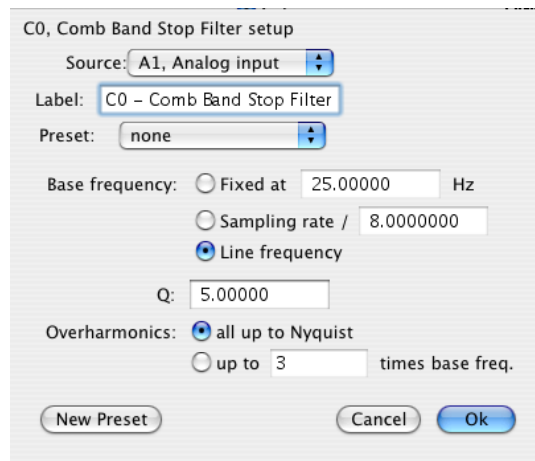 C0, Comb Band Stop Filter setup
Source: A1, Analog input
Label: C0 – Comb Band Stop Filter
Preset: none
Base frequency: Fixed at 25.00000 Hz
Sampling rate / 8.0000000
Line frequency
Q: 5.00000
Overharmonics: all up to Nyquist
up to 3 times base freq.
New Preset Cancel Ok